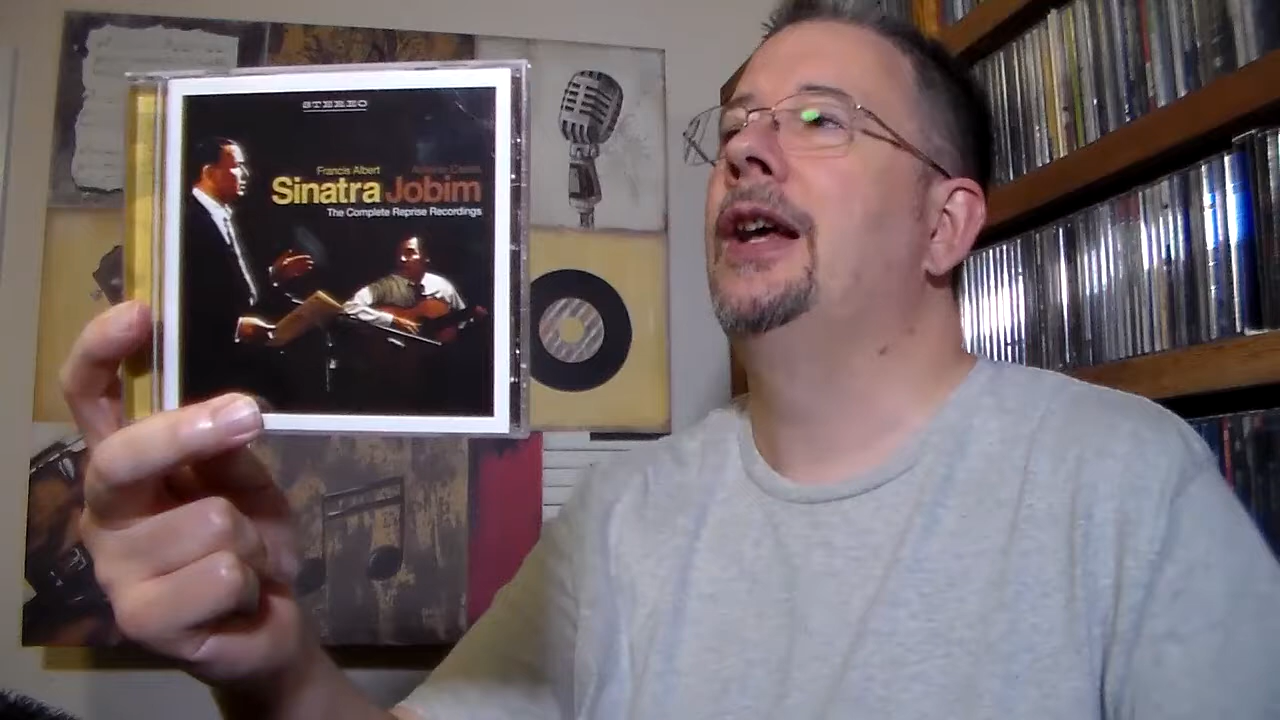 STEREO
Francis Albert Antonio Carlos
Sinatra Jobim
The Complete Reprise Recordings